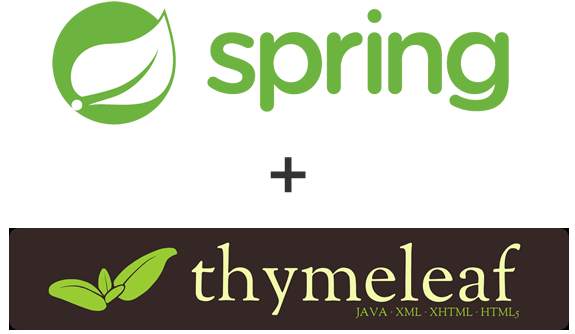 spring
+
thymeleaf
JAVA · XML · XHTML · HTML5